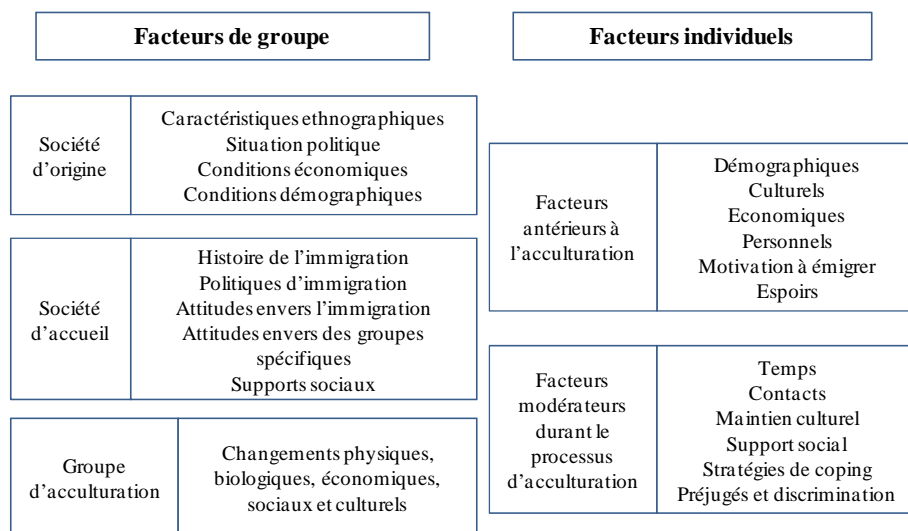 Facteurs de groupe
Société
d’origine
Caractéristiques ethnographiques
Situation politique
Conditions économiques
Conditions démographiques
Société
d’accueil
Histoire de l’immigration
Politiques d’immigration
Attitudes envers l’immigration
Attitudes envers des groupes
spécifiques
Supports sociaux
Groupe
d’acculturation
Changements physiques,
biologiques, économiques,
sociaux et culturels
Facteurs individuels
Facteurs
antérieurs à
l’acculturation
Démographiques
Culturels
Economiques
Personnels
Motivation à émigrer
Espoirs
Facteurs
modérateurs
durant le
processus
d’acculturation
Temps
Contacts
Maintien culturel
Support social
Stratégies de coping
Préjugés et discrimination